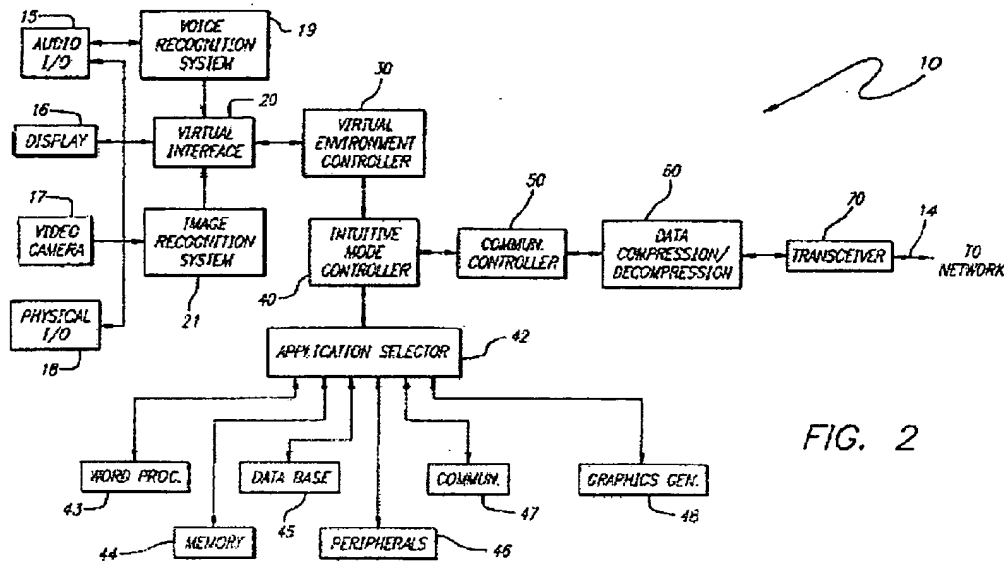 15
AUDIO
I/O
VOICE
RECOGNITION
SYSTEM
19
16
DISPLAY
20
VIRTUAL
INTERFACE
30
VIRTUAL
ENVIRONMENT
CONTROLLER
10
17
VIDEO
CAMERA
IMAGE
RECOGNITION
SYSTEM
21
INTUITIVE
MODE
CONTROLLER
40
50
COMMUN.
CONTROLLER
60
DATA
COMPRESSION/
DECOMPRESSION
70
TRANSCEIVER
14
TO
NETWORK
PHYSICAL
I/O
18
APPLICATION SELECTOR
42
WORD PROC.
43
MEMORY
44
DATA BASE
45
PERIPHERALS
46
COMMUN.
47
GRAPHICS GEN.
48
FIG. 2